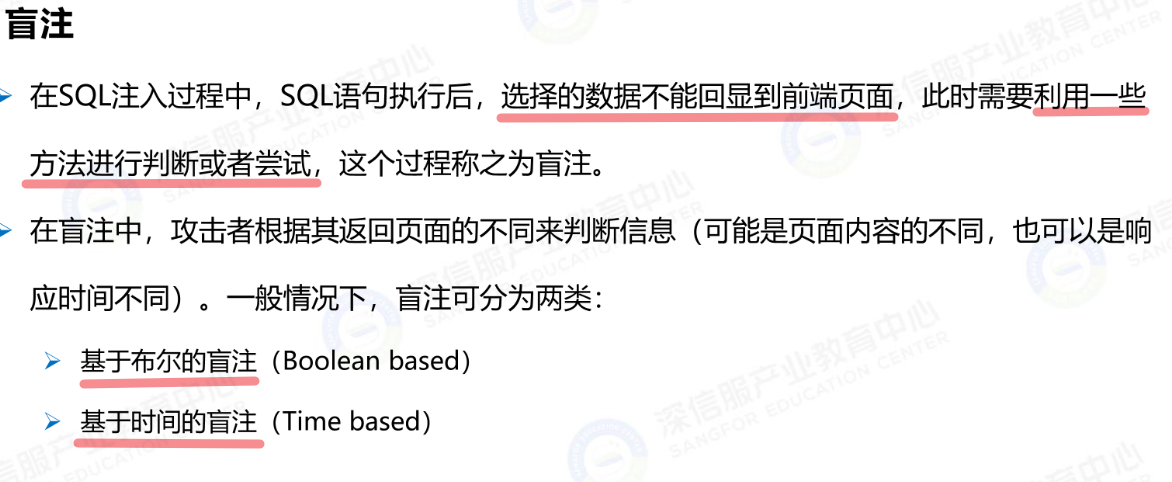 盲注
在SQL注入过程中，SQL语句执行后，选择的数据不能回显到前端页面，此时需要利用一些
方法进行判断或者尝试，这个过程称之为盲注。
在盲注中，攻击者根据其返回页面的不同来判断信息（可能是页面内容的不同，也可以是响
应时间不同）。一般情况下，盲注可分为两类：
基于布尔的盲注（Boolean based）
基于时间的盲注（Time based）
深信服产业教育中心
SANGFOR EDUCATION CENTER